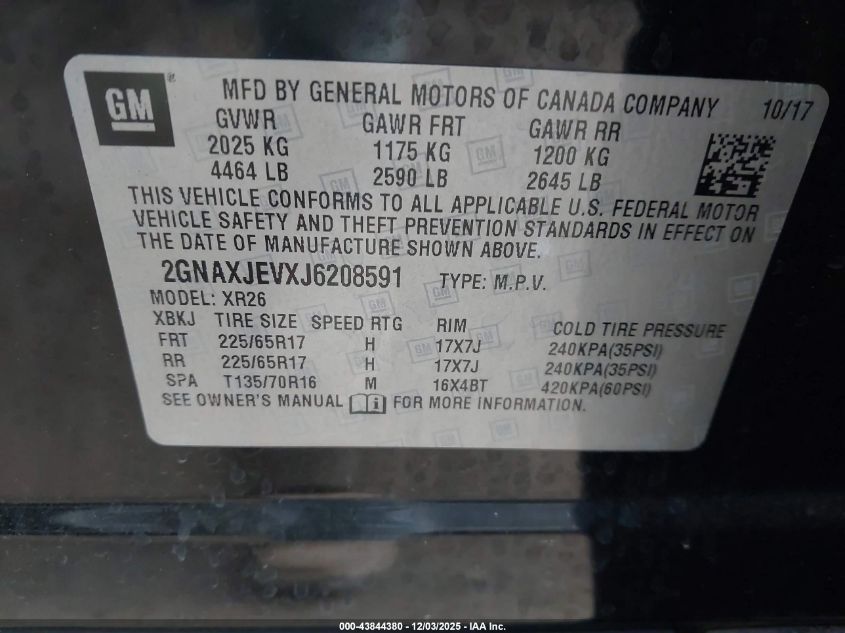 GM®
MFD BY GENERAL MOTORS OF CANADA COMPANY 10/17
GVWR GAWR FRT GAWR RR
2025 KG 1175 KG 1200 KG
4464 LB 2590 LB 2645 LB
THIS VEHICLE CONFORMS TO ALL APPLICABLE U.S. FEDERAL MOTOR
VEHICLE SAFETY AND THEFT PREVENTION STANDARDS IN EFFECT ON
THE DATE OF MANUFACTURE SHOWN ABOVE.
2GNAXJEVXJ6208591 TYPE: M.P.V.
MODEL: XR26
XBKJ TIRE SIZE SPEED RTG RIM COLD TIRE PRESSURE
FRT 225/65R17 H 17X7J 240KPA(35PSI)
RR 225/65R17 H 17X7J 240KPA(35PSI)
SPA T135/70R16 M 16X4BT 420KPA(60PSI)
SEE OWNER'S MANUAL FOR MORE INFORMATION.
000-43844380 - 12/03/2025 - IAA Inc.